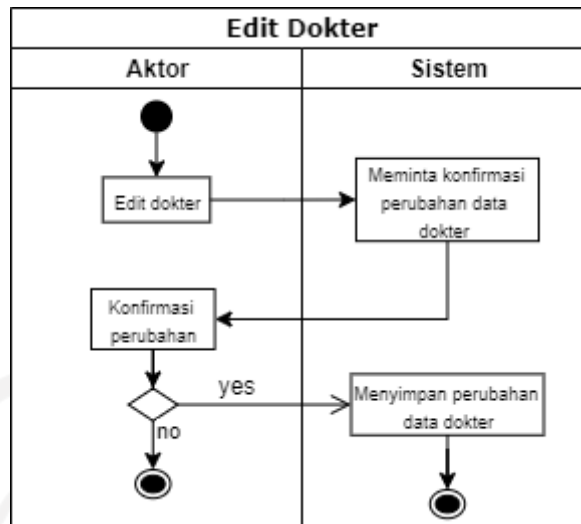 Edit Dokter
Aktor
Sistem
Edit dokter
Meminta konfirmasi
perubahan data
dokter
Konfirmasi
perubahan
yes
no
Menyimpan perubahan
data dokter